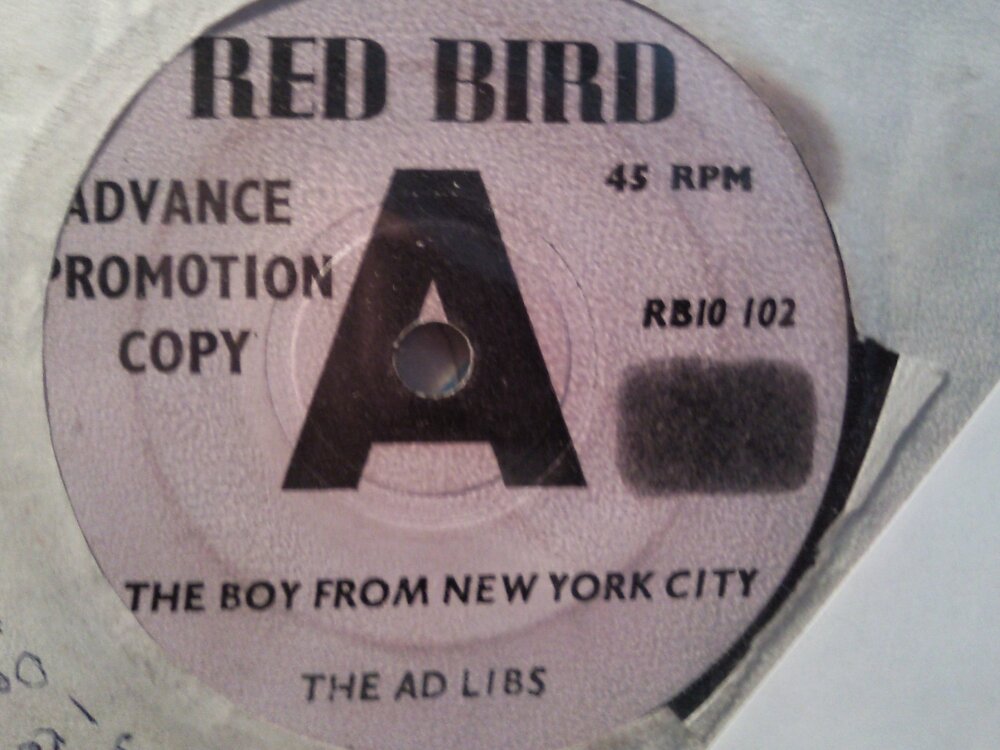 RED BIRD
45 RPM
ADVANCE
PROMOTION
COPY
A
RB10 102
THE BOY FROM NEW YORK CITY
THE AD LIBS